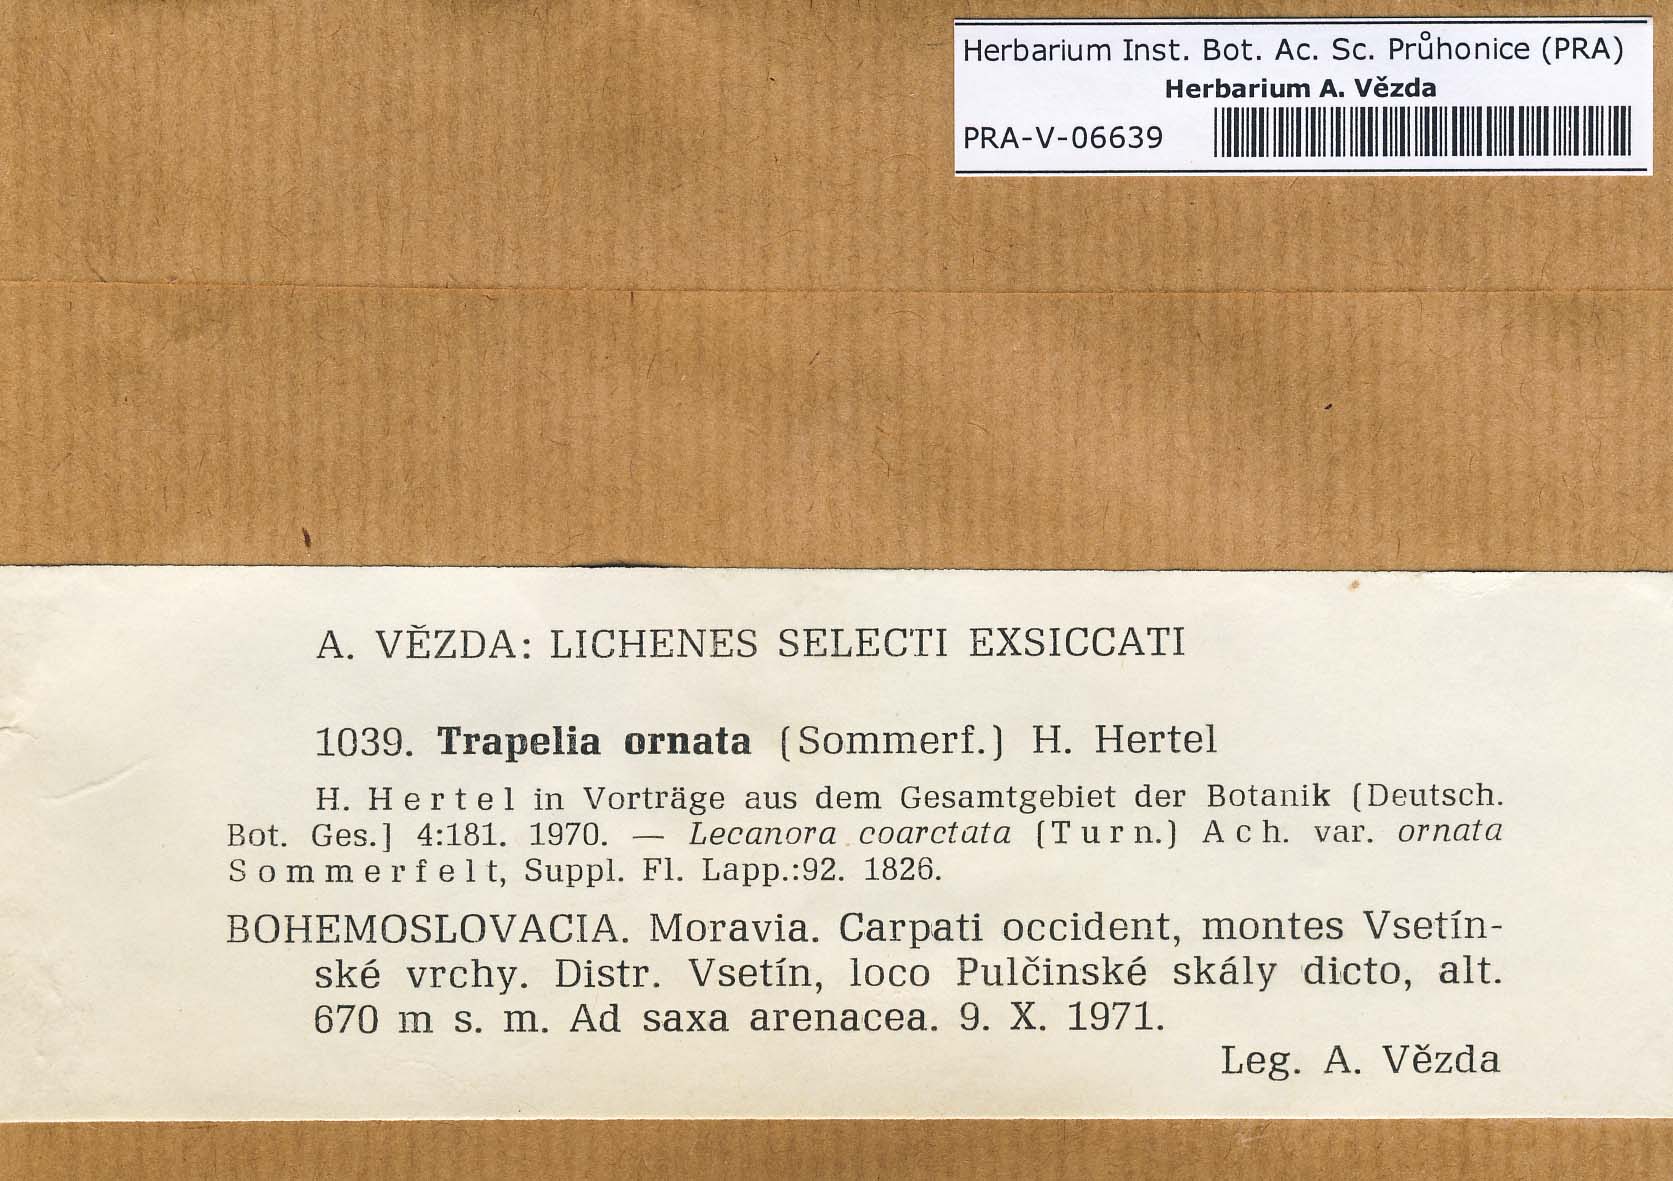 Herbarium Inst. Bot. Ac. Sc. Průhonice (PRA)
Herbarium A. Vězda
PRA-V-06639
A. VĚZDA: LICHENES SELECTI EXSICCATI
1039. Trapelia ornata (Sommerf.) H. Hertel
H. Hertel in Vorträge aus dem Gesamtgebiet der Botanik (Deutsch.
Bot. Ges.) 4:181. 1970. — Lecanora coarctata (Turn.) Ach. var. ornata
Sommerfelt, Suppl. Fl. Lapp.:92. 1826.
BOHEMOSLOVACIA. Moravia. Carpati occident, montes Vsetín-
ské vrchy. Distr. Vsetín, loco Pulčinské skály dicto, alt.
670 m s. m. Ad saxa arenacea. 9. X. 1971.
Leg. A. Vězda